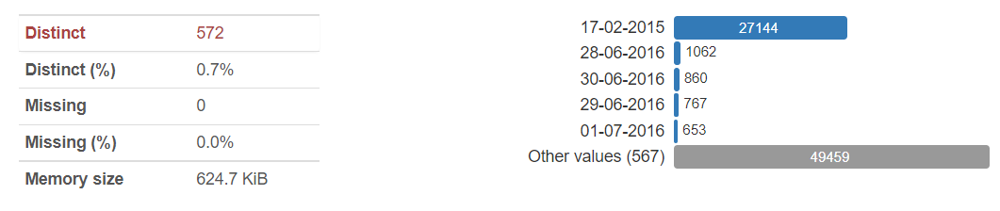 Distinct 572
Distinct (%) 0.7%
Missing 0
Missing (%) 0.0%
Memory size 624.7 KiB
17-02-2015 27144
28-06-2016 1062
30-06-2016 860
29-06-2016 767
01-07-2016 653
Other values (567) 49459